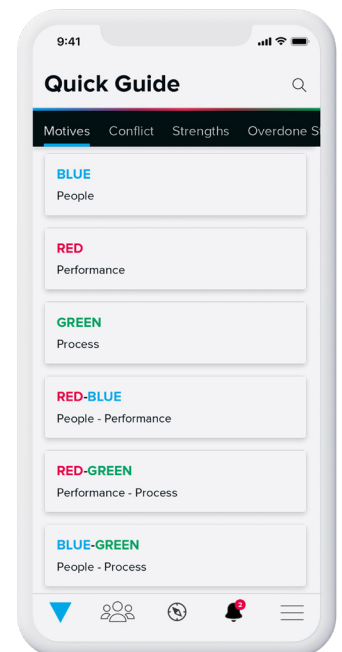 9:41
Quick Guide
Motives Conflict Strengths Overdone S
BLUE
People
RED
Performance
GREEN
Process
RED-BLUE
People - Performance
RED-GREEN
Performance - Process
BLUE-GREEN
People - Process
2